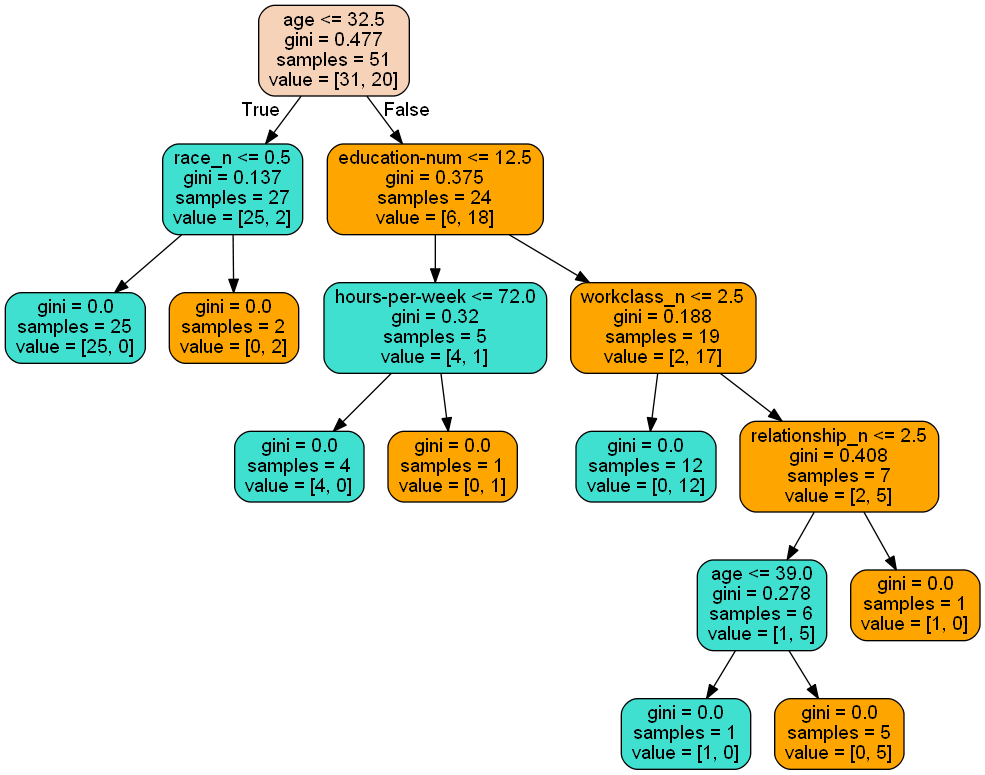 age <= 32.5
gini = 0.477
samples = 51
value = [31, 20]
True
False
race_n <= 0.5
gini = 0.137
samples = 27
value = [25, 2]
education-num <= 12.5
gini = 0.375
samples = 24
value = [6, 18]
gini = 0.0
samples = 25
value = [25, 0]
gini = 0.0
samples = 2
value = [0, 2]
hours-per-week <= 72.0
gini = 0.32
samples = 5
value = [4, 1]
workclass_n <= 2.5
gini = 0.188
samples = 19
value = [2, 17]
gini = 0.0
samples = 4
value = [4, 0]
gini = 0.0
samples = 1
value = [0, 1]
gini = 0.0
samples = 12
value = [0, 12]
relationship_n <= 2.5
gini = 0.408
samples = 7
value = [2, 5]
age <= 39.0
gini = 0.278
samples = 6
value = [1, 5]
gini = 0.0
samples = 1
value = [1, 0]
gini = 0.0
samples = 1
value = [1, 0]
gini = 0.0
samples = 5
value = [0, 5]